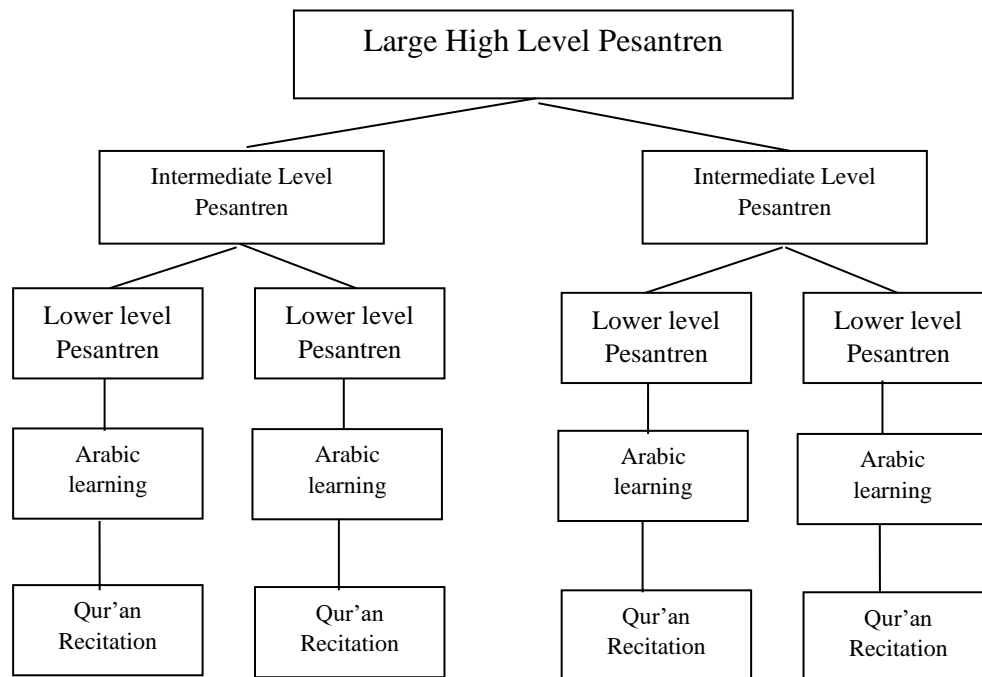 Large High Level Pesantren
Intermediate Level
Pesantren
Intermediate Level
Pesantren
Lower level
Pesantren
Lower level
Pesantren
Lower level
Pesantren
Lower level
Pesantren
Arabic
learning
Arabic
learning
Arabic
learning
Arabic
learning
Qur’an
Recitation
Qur’an
Recitation
Qur’an
Recitation
Qur’an
Recitation